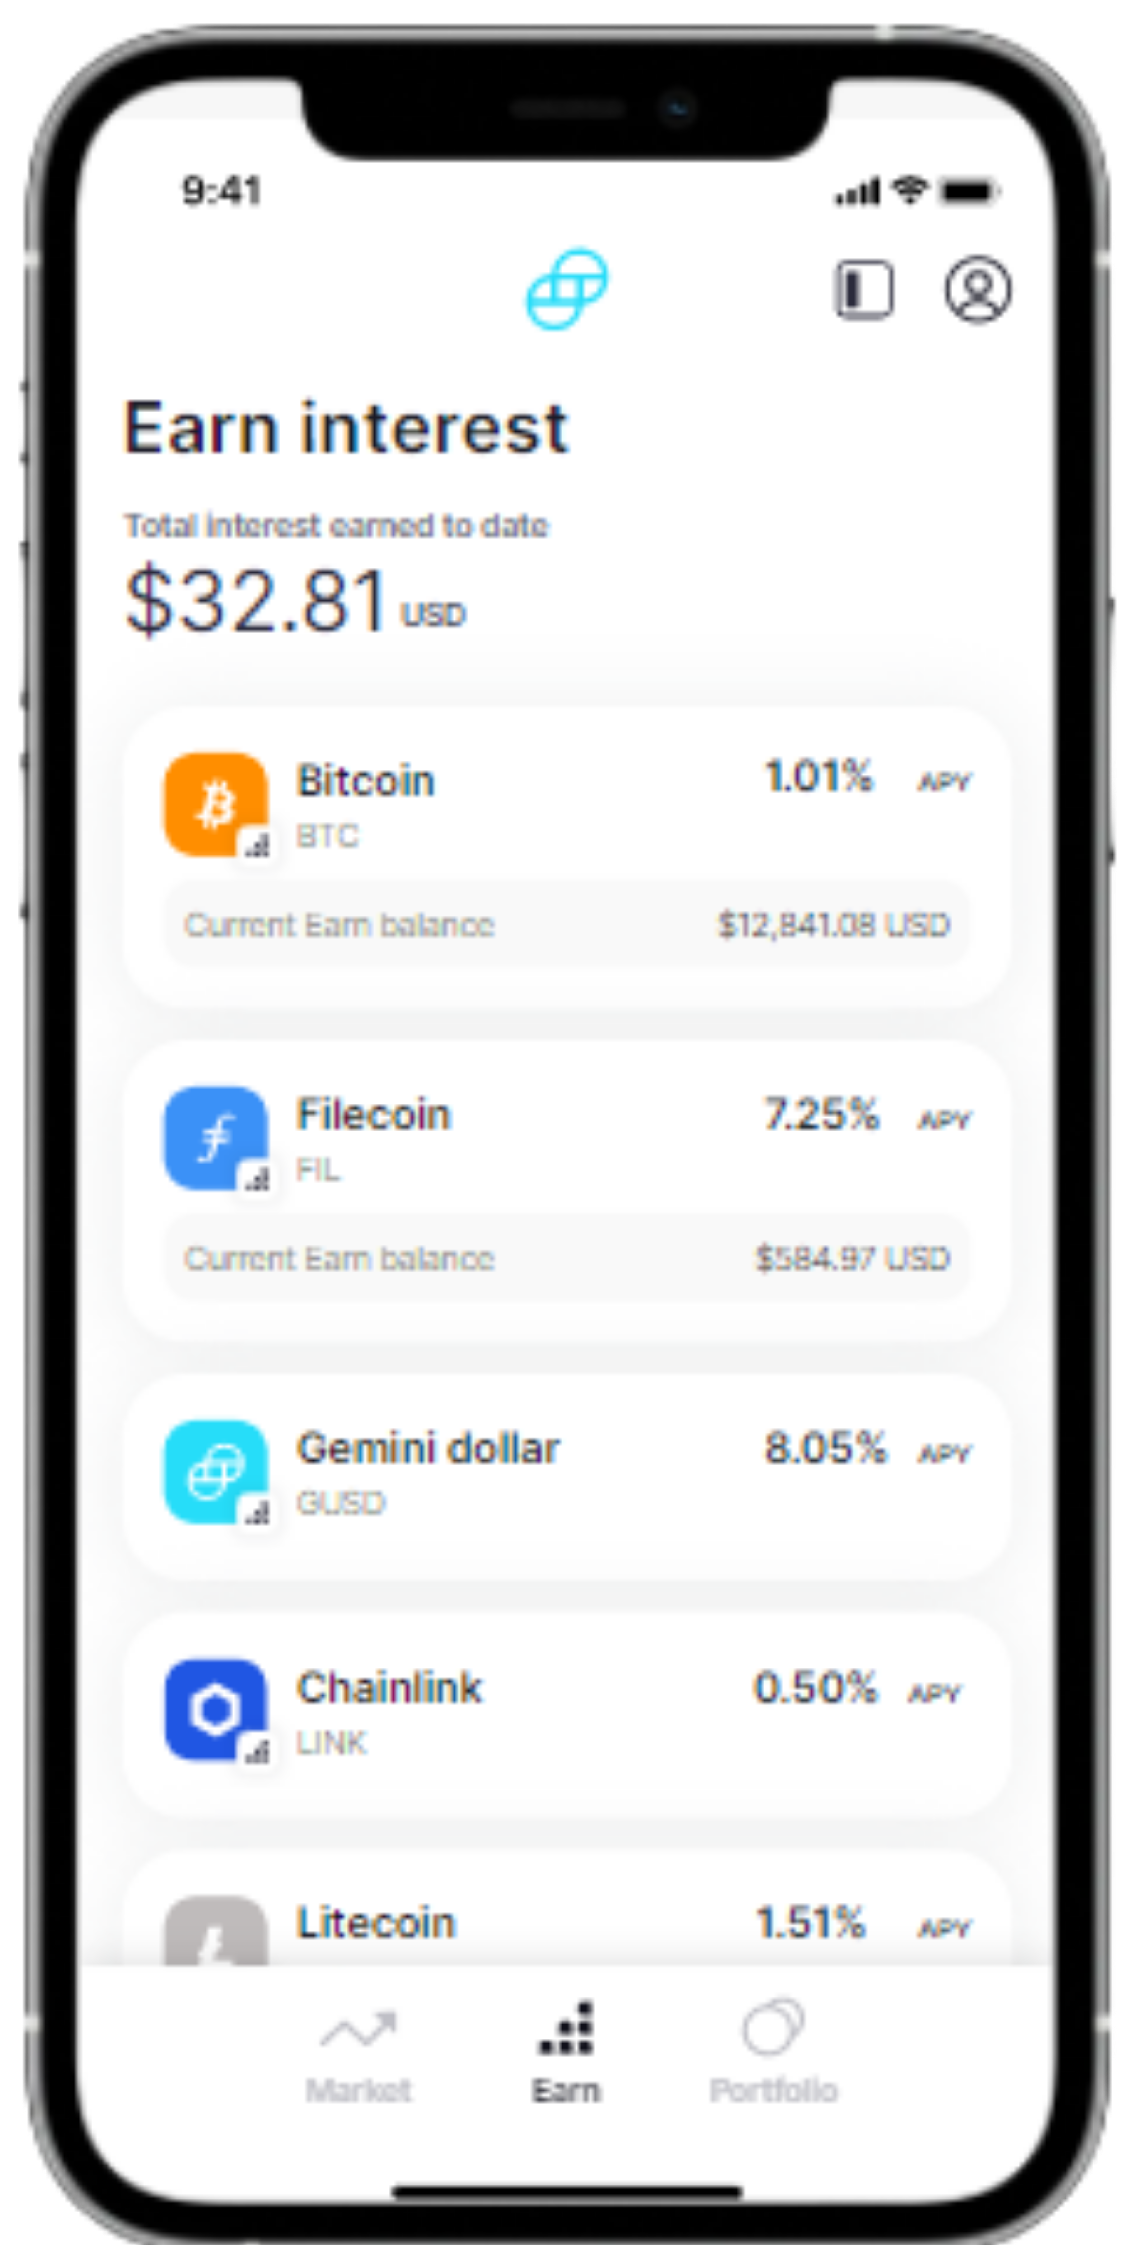 9:41
Earn interest
Total interest earned to date
$32.81 USD
Bitcoin 1.01% APY
BTC
Current Earn balance $12,841.08 USD
Filecoin 7.25% APY
FIL
Current Earn balance $584.97 USD
Gemini dollar 8.05% APY
GUSD
Chainlink 0.50% APY
LINK
Litecoin 1.51% APY
Market Earn Portfolio